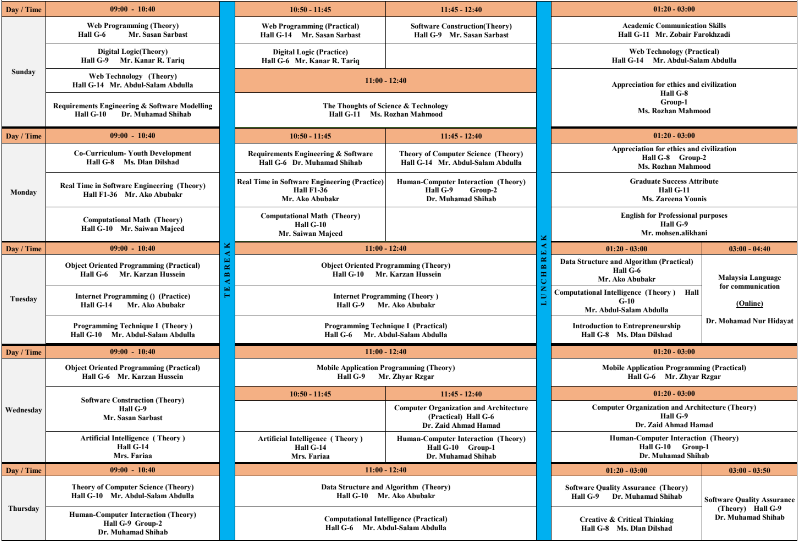 Day / Time
09:00 - 10:40
10:50 - 11:45
11:45 - 12:40
01:20 - 03:00
Sunday
Web Programming (Theory)
Hall G-6 Mr. Sasan Sarbast
Web Programming (Practical)
Hall G-14 Mr. Sasan Sarbast
Software Construction(Theory)
Hall G-9 Mr. Sasan Sarbast
Academic Communication Skills
Hall G-11 Mr. Zobair Farokhzadi
Digital Logic(Theory)
Hall G-9 Mr. Kanar R. Tariq
Digital Logic (Practice)
Hall G-6 Mr. Kanar R. Tariq
Web Technology (Practical)
Hall G-14 Mr. Abdul-Salam Abdulla
Web Technology (Theory)
Hall G-14 Mr. Abdul-Salam Abdulla
11:00 - 12:40
Appreciation for ethics and civilization
Hall G-8
Group-1
Ms. Rozhan Mahmood
Requirements Engineering & Software Modelling
Hall G-10 Dr. Muhamad Shihab
The Thoughts of Science & Technology
Hall G-11 Ms. Rozhan Mahmood
Day / Time
09:00 - 10:40
10:50 - 11:45
11:45 - 12:40
01:20 - 03:00
Monday
Co-Curriculum- Youth Development
Hall G-8 Ms. Dlan Dilshad
Requirements Engineering & Software
Hall G-6 Dr. Muhamad Shihab
Theory of Computer Science (Theory)
Hall G-14 Mr. Abdul-Salam Abdulla
Appreciation for ethics and civilization
Hall G-8 Group-2
Ms. Rozhan Mahmood
Real Time in Software Engineering (Theory)
Hall F1-36 Mr. Ako Abubakr
Real Time in Software Engineering (Practice)
Hall F1-36
Mr. Ako Abubakr
Human-Computer Interaction (Theory)
Hall G-9 Group-2
Dr. Muhamad Shihab
Graduate Success Attribute
Hall G-11
Ms. Zareena Younis
Computational Math (Theory)
Hall G-10 Mr. Saiwan Majeed
Computational Math (Theory)
Hall G-10
Mr. Saiwan Majeed
English for Professional purposes
Hall G-9
Mr. mohsen.alikhani
TEABREAK
LUNCHBREAK
Day / Time
09:00 - 10:40
11:00 - 12:40
01:20 - 03:00
03:00 - 04:40
Tuesday
Object Oriented Programming (Practical)
Hall G-6 Mr. Karzan Hussein
Object Oriented Programming (Theory)
Hall G-10 Mr. Karzan Hussein
Data Structure and Algorithm (Practical)
Hall G-6
Mr. Ako Abubakr
Malaysia Language
for communication
(Online)
Dr. Mohamad Nur Hidayat
Internet Programming () (Practice)
Hall G-14 Mr. Ako Abubakr
Internet Programming (Theory )
Hall G-9 Mr. Ako Abubakr
Computational Intelligence (Theory ) Hall
G-10
Mr. Abdul-Salam Abdulla
Programming Technique I (Theory )
Hall G-10 Mr. Abdul-Salam Abdulla
Programming Technique I (Practical)
Hall G-6 Mr. Abdul-Salam Abdulla
Introduction to Entrepreneurship
Hall G-8 Ms. Dlan Dilshad
Day / Time
09:00 - 10:40
11:00 - 12:40
01:20 - 03:00
Wednesday
Object Oriented Programming (Practical)
Hall G-6 Mr. Karzan Hussein
Mobile Application Programming (Theory)
Hall G-9 Mr. Zhyar Rzgar
Mobile Application Programming (Practical)
Hall G-6 Mr. Zhyar Rzgar
Software Construction (Theory)
Hall G-9
Mr. Sasan Sarbast
10:50 - 11:45
11:45 - 12:40
01:20 - 03:00
Computer Organization and Architecture
(Practical) Hall G-6
Dr. Zaid Ahmad Hamad
Computer Organization and Architecture (Theory)
Hall G-9
Dr. Zaid Ahmad Hamad
Artificial Intelligence ( Theory )
Hall G-14
Mrs. Fariaa
Artificial Intelligence ( Theory )
Hall G-14
Mrs. Fariaa
Human-Computer Interaction (Theory)
Hall G-10 Group-1
Dr. Muhamad Shihab
Human-Computer Interaction (Theory)
Hall G-10 Group-1
Dr. Muhamad Shihab
Day / Time
09:00 - 10:40
11:00 - 12:40
01:20 - 03:00
03:00 - 03:50
Thursday
Theory of Computer Science (Theory)
Hall G-10 Mr. Abdul-Salam Abdulla
Data Structure and Algorithm (Theory)
Hall G-10 Mr. Ako Abubakr
Software Quality Assurance (Theory)
Hall G-9 Dr. Muhamad Shihab
Software Quality Assurance
(Theory) Hall G-9
Dr. Muhamad Shihab
Human-Computer Interaction (Theory)
Hall G-9 Group-2
Dr. Muhamad Shihab
Computational Intelligence (Practical)
Hall G-6 Mr. Abdul-Salam Abdulla
Creative & Critical Thinking
Hall G-8 Ms. Dlan Dilshad